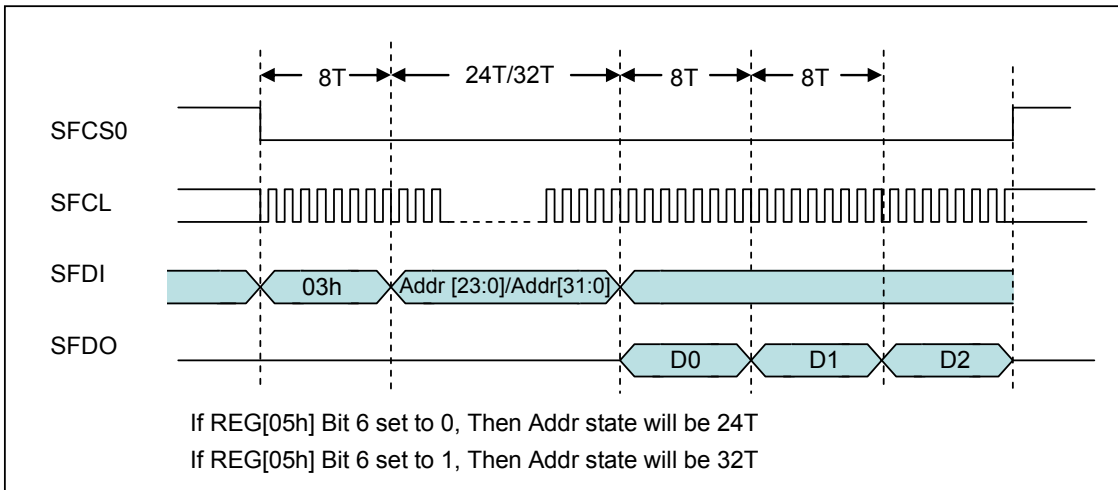 8T 24T/32T 8T 8T
SFCS0
SFCL
SFDI 03h Addr [23:0]/Addr[31:0]
SFDO D0 D1 D2
If REG[05h] Bit 6 set to 0, Then Addr state will be 24T
If REG[05h] Bit 6 set to 1, Then Addr state will be 32T